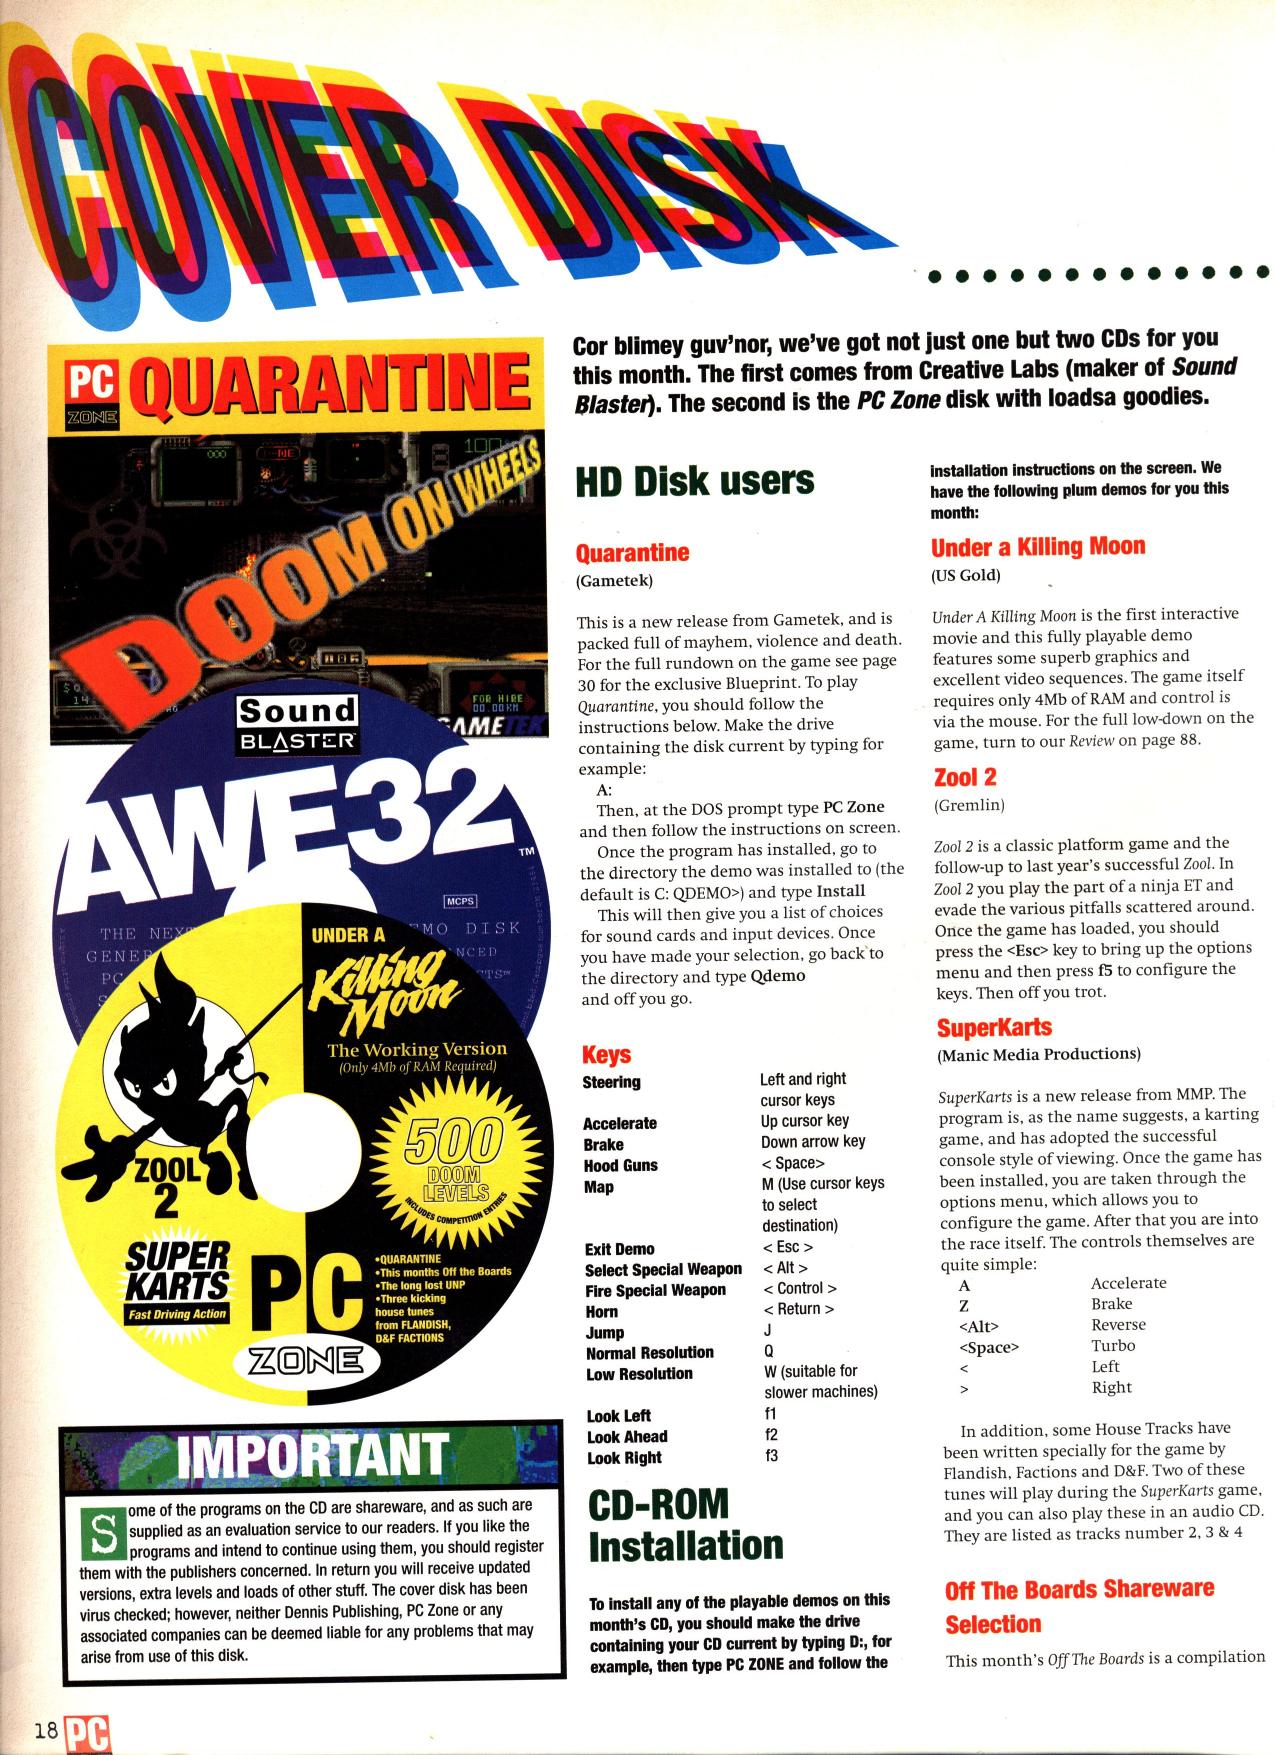 COVER DISK
PC
ZONE
QUARANTINE
DOOM ON WHEELS
100
000
FOR HIRE
00.00KM
GAMETEK
Sound
BLASTER
AWE32
TM
MCPS
THE NEX
GENER
PC
S
MO DISK
NCED
CTS™
UNDER A
Killing
Moon
The Working Version
(Only 4Mb of RAM Required)
500
DOOM
LEVELS
INCLUDES COMPETITION ENTRIES
ZOOL
2
SUPER
KARTS
Fast Driving Action
PC
ZONE
•QUARANTINE
•This months Off the Boards
•The long lost UNP
•Three kicking
house tunes
from FLANDISH,
D&F FACTIONS
IMPORTANT
Some of the programs on the CD are shareware, and as such are
supplied as an evaluation service to our readers. If you like the
programs and intend to continue using them, you should register
them with the publishers concerned. In return you will receive updated
versions, extra levels and loads of other stuff. The cover disk has been
virus checked; however, neither Dennis Publishing, PC Zone or any
associated companies can be deemed liable for any problems that may
arise from use of this disk.
Cor blimey guv'nor, we've got not just one but two CDs for you
this month. The first comes from Creative Labs (maker of Sound
Blaster). The second is the PC Zone disk with loadsa goodies.
HD Disk users
Quarantine
(Gametek)
This is a new release from Gametek, and is
packed full of mayhem, violence and death.
For the full rundown on the game see page
30 for the exclusive Blueprint. To play
Quarantine, you should follow the
instructions below. Make the drive
containing the disk current by typing for
example:
A:
Then, at the DOS prompt type PC Zone
and then follow the instructions on screen.
Once the program has installed, go to
the directory the demo was installed to (the
default is C: QDEMO>) and type Install
This will then give you a list of choices
for sound cards and input devices. Once
you have made your selection, go back to
the directory and type Qdemo
and off you go.
Keys
Steering Left and right
cursor keys
Accelerate Up cursor key
Brake Down arrow key
Hood Guns < Space>
Map M (Use cursor keys
to select
destination)
Exit Demo < Esc >
Select Special Weapon < Alt >
Fire Special Weapon < Control >
Horn < Return >
Jump J
Normal Resolution Q
Low Resolution W (suitable for
slower machines)
Look Left f1
Look Ahead f2
Look Right f3
CD-ROM
Installation
To install any of the playable demos on this
month's CD, you should make the drive
containing your CD current by typing D:, for
example, then type PC ZONE and follow the
installation instructions on the screen. We
have the following plum demos for you this
month:
Under a Killing Moon
(US Gold)
Under A Killing Moon is the first interactive
movie and this fully playable demo
features some superb graphics and
excellent video sequences. The game itself
requires only 4Mb of RAM and control is
via the mouse. For the full low-down on the
game, turn to our Review on page 88.
Zool 2
(Gremlin)
Zool 2 is a classic platform game and the
follow-up to last year's successful Zool. In
Zool 2 you play the part of a ninja ET and
evade the various pitfalls scattered around.
Once the game has loaded, you should
press the <Esc> key to bring up the options
menu and then press f5 to configure the
keys. Then off you trot.
SuperKarts
(Manic Media Productions)
SuperKarts is a new release from MMP. The
program is, as the name suggests, a karting
game, and has adopted the successful
console style of viewing. Once the game has
been installed, you are taken through the
options menu, which allows you to
configure the game. After that you are into
the race itself. The controls themselves are
quite simple:
A Accelerate
Z Brake
<Alt> Reverse
<Space> Turbo
< Left
> Right
In addition, some House Tracks have
been written specially for the game by
Flandish, Factions and D&F. Two of these
tunes will play during the SuperKarts game,
and you can also play these in an audio CD.
They are listed as tracks number 2, 3 & 4
Off The Boards Shareware
Selection
This month's Off The Boards is a compilation
18 PC